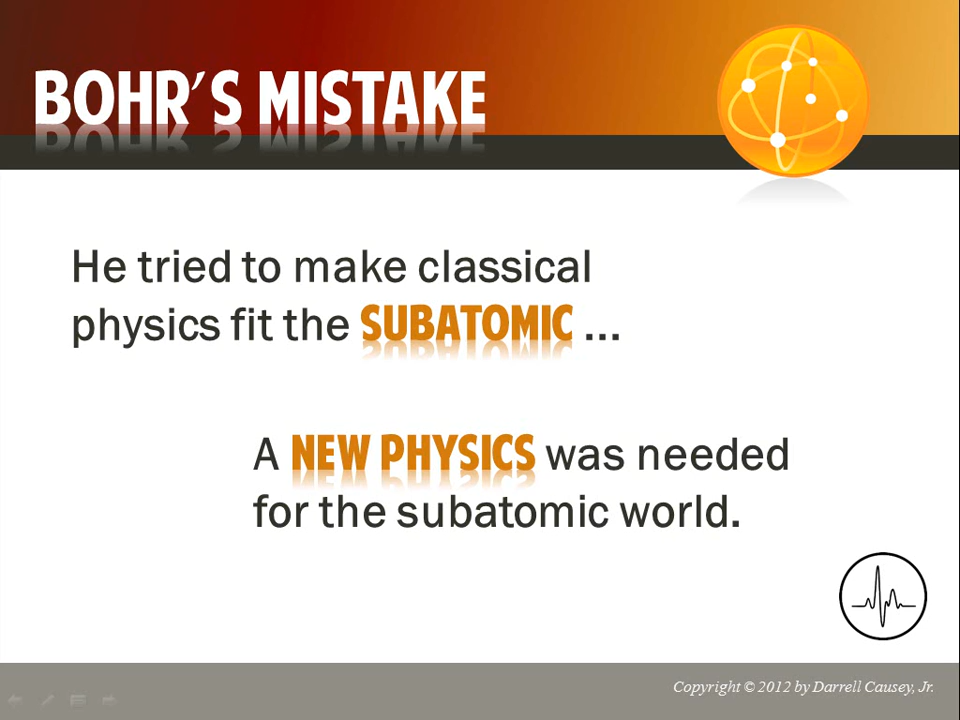 BOHR'S MISTAKE
He tried to make classical
physics fit the SUBATOMIC ...
A NEW PHYSICS was needed
for the subatomic world.
Copyright © 2012 by Darrell Causey, Jr.